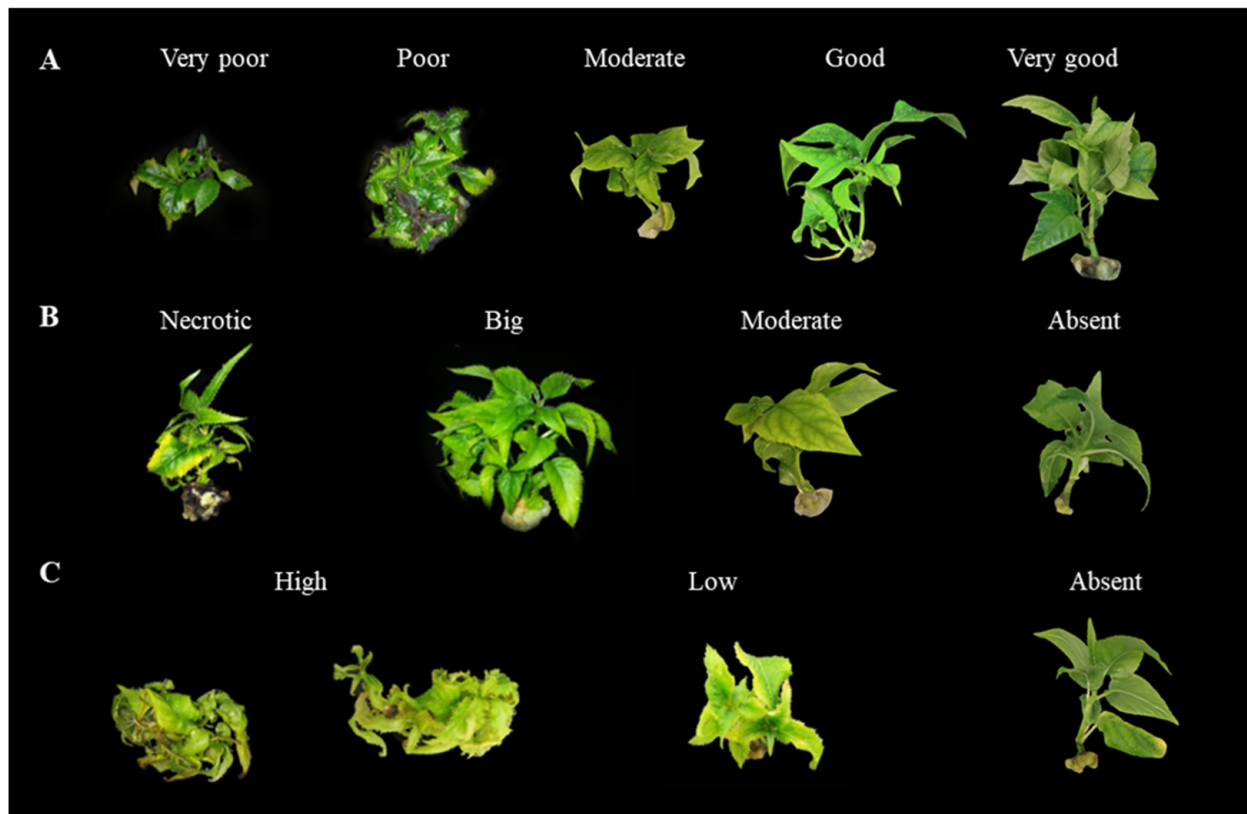 A Very poor Poor Moderate Good Very good
B Necrotic Big Moderate Absent
C High Low Absent